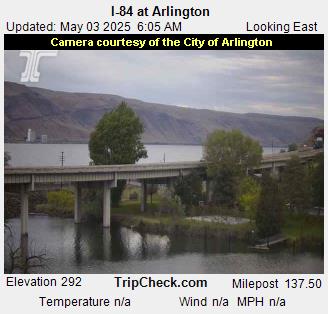 I-84 at Arlington
Updated: May 03 2025 6:05 AM Looking East
Camera courtesy of the City of Arlington
Elevation 292 TripCheck.com Milepost 137.50
Temperature n/a Wind n/a MPH n/a